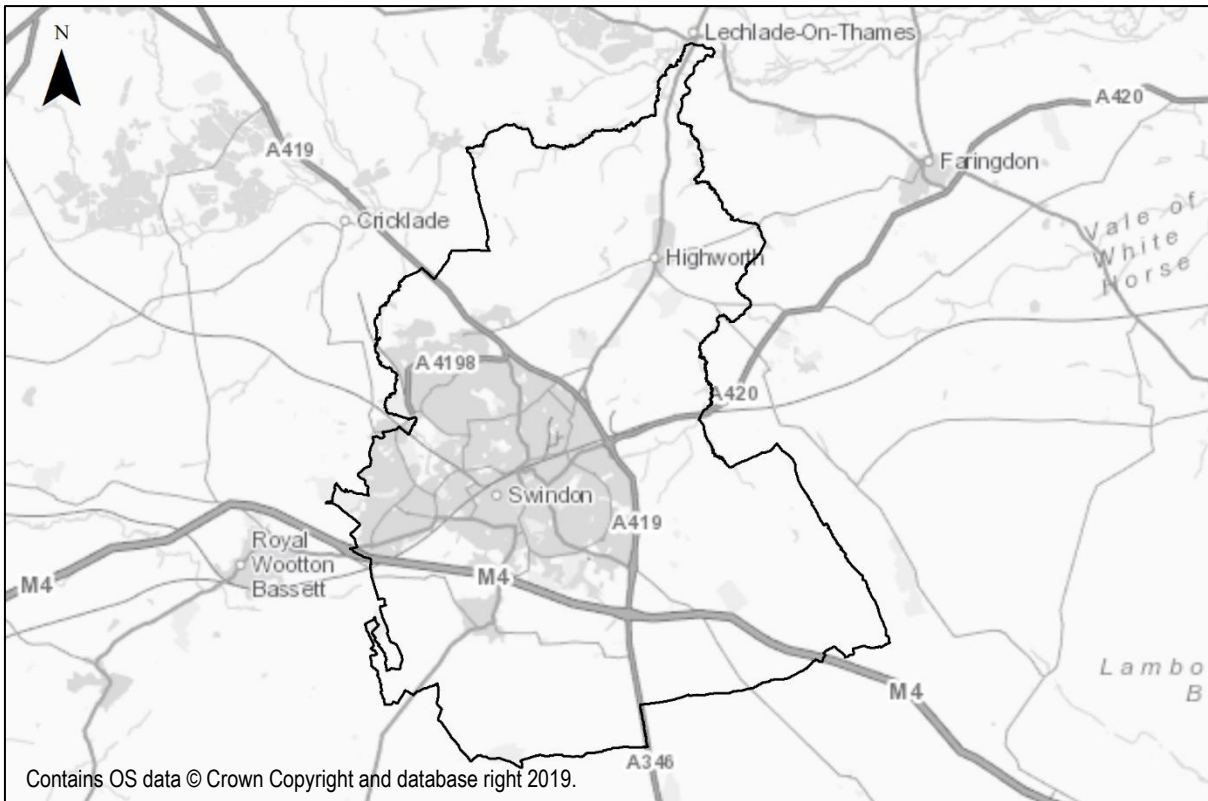 N
Lechlade-On-Thames
A420
A419
Faringdon
Cricklade
Vale of
White
Horse
Highworth
A4198
A420
Swindon
A419
Royal
Wootton
Bassett
M4
M4
Lambo
B
M4
A346
Contains OS data © Crown Copyright and database right 2019.